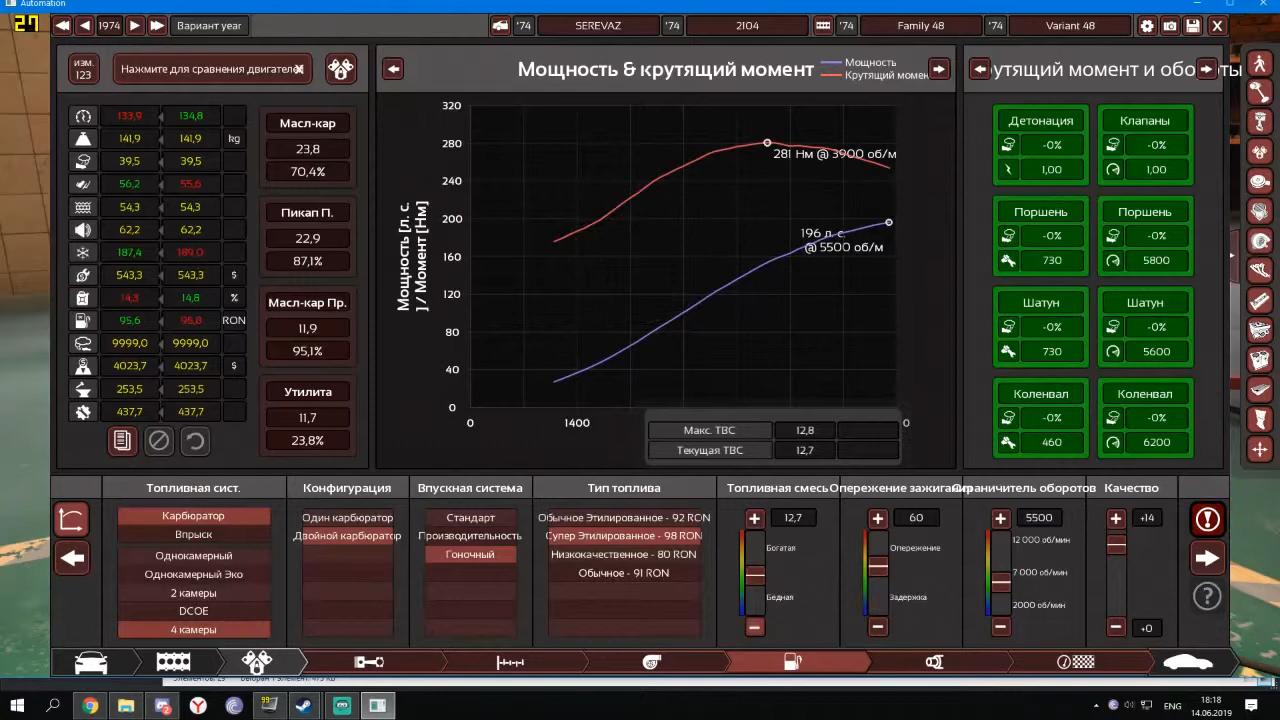 Automation
27
1974
Вариант year
'74
SEREVAZ
'74
2104
'74
Family 48
'74
Variant 48
изм.
123
Нажмите для сравнения двигателей
133,9 134,8
141,9 141,9 kg
39,5 39,5
56,2 55,6
54,3 54,3
62,2 62,2
187,4 189,0
543,3 543,3 $
14,3 14,8 %
95,6 95,8 RON
9999,0 9999,0
4023,7 4023,7 $
253,5 253,5
437,7 437,7
Масл-кар
23,8
70,4%
Пикап П.
22,9
87,1%
Масл-кар Пр.
11,9
95,1%
Утилита
11,7
23,8%
Мощность & крутящий момент
Мощность
Крутящий момен
Мощность [л. с.
] / Момент [Нм]
320
280
240
200
160
120
80
40
0
0
1400
0
281 Нм @ 3900 об/м
196 л. с.
@ 5500 об/м
Макс. ТВС 12,8
Текущая ТВС 12,7
утящий момент и обороты
Детонация
-0%
1,00
Клапаны
-0%
1,00
Поршень
-0%
730
Поршень
-0%
5800
Шатун
-0%
730
Шатун
-0%
5600
Коленвал
-0%
460
Коленвал
-0%
6200
Топливная сист.
Карбюратор
Впрыск
Однокамерный
Однокамерный Эко
2 камеры
DCOE
4 камеры
Конфигурация
Один карбюратор
Двойной карбюратор
Впускная система
Стандарт
Производительность
Гоночный
Тип топлива
Обычное Этилированное - 92 RON
Супер Этилированное - 98 RON
Низкокачественное - 80 RON
Обычное - 91 RON
Топливная смесь
12,7
Богатая
Бедная
Опережение зажигания
60
Опережение
Задержка
граничитель оборотов
5500
12 000 об/мин
7 000 об/мин
2000 об/мин
Качество
+14
+0
99
ENG
18:18
14.06.2019